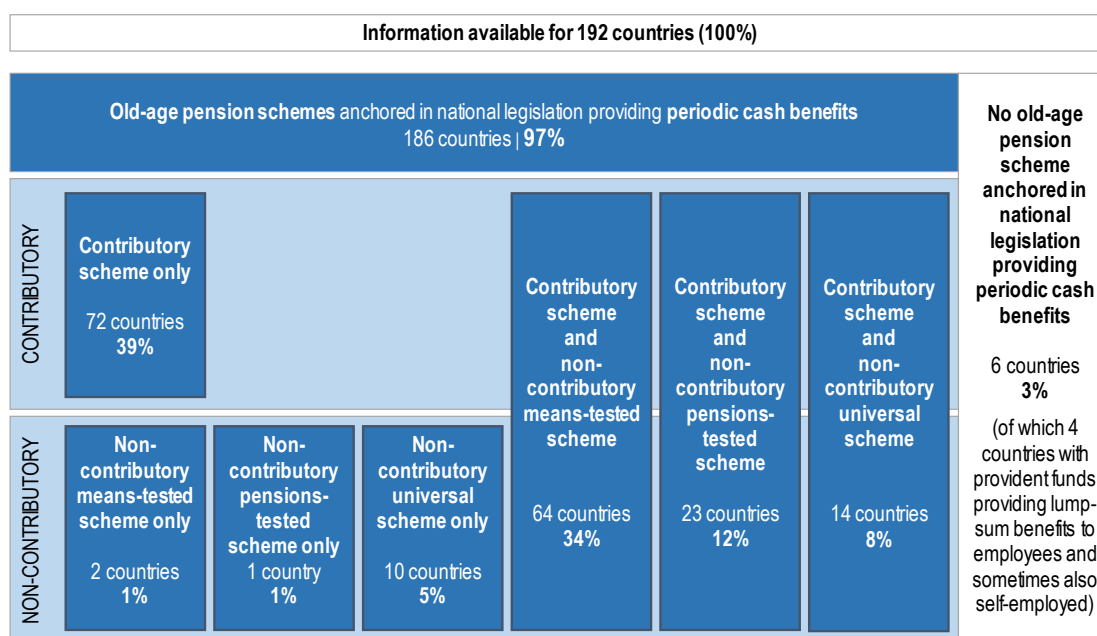 Information available for 192 countries (100%)
Old-age pension schemes anchored in national legislation providing periodic cash benefits
186 countries | 97%
No old-age
pension
scheme
anchored in
national
legislation
providing
periodic cash
benefits
6 countries
3%
(of which 4
countries with
provident funds
providing lump-
sum benefits to
employees and
sometimes also
self-employed)
CONTRIBUTORY
Contributory
scheme only
72 countries
39%
Contributory
scheme
and
non-
contributory
means-tested
scheme
64 countries
34%
Contributory
scheme
and
non-
contributory
pensions-
tested
scheme
23 countries
12%
Contributory
scheme
and
non-
contributory
universal
scheme
14 countries
8%
NON-CONTRIBUTORY
Non-
contributory
means-tested
scheme only
2 countries
1%
Non-
contributory
pensions-
tested
scheme only
1 country
1%
Non-
contributory
universal
scheme only
10 countries
5%